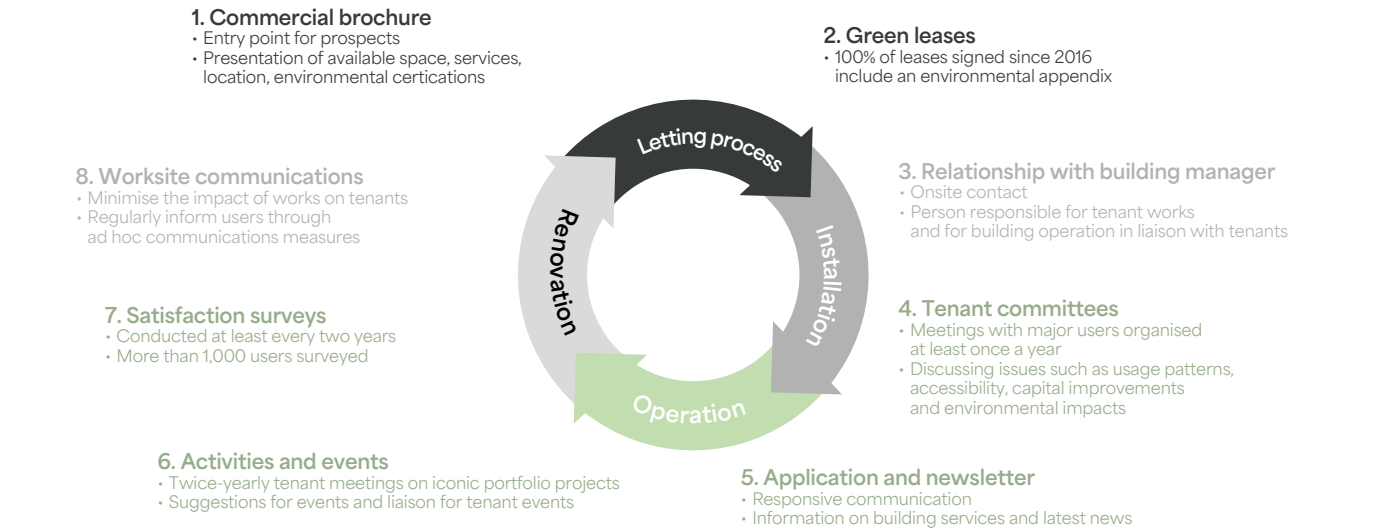 1. Commercial brochure
• Entry point for prospects
• Presentation of available space, services,
location, environmental certications
2. Green leases
• 100% of leases signed since 2016
include an environmental appendix
3. Relationship with building manager
• Onsite contact
• Person responsible for tenant works
and for building operation in liaison with tenants
4. Tenant committees
• Meetings with major users organised
at least once a year
• Discussing issues such as usage patterns,
accessibility, capital improvements
and environmental impacts
5. Application and newsletter
• Responsive communication
• Information on building services and latest news
6. Activities and events
• Twice-yearly tenant meetings on iconic portfolio projects
• Suggestions for events and liaison for tenant events
7. Satisfaction surveys
• Conducted at least every two years
• More than 1,000 users surveyed
8. Worksite communications
• Minimise the impact of works on tenants
• Regularly inform users through
ad hoc communications measures
Letting process
Installation
Operation
Renovation